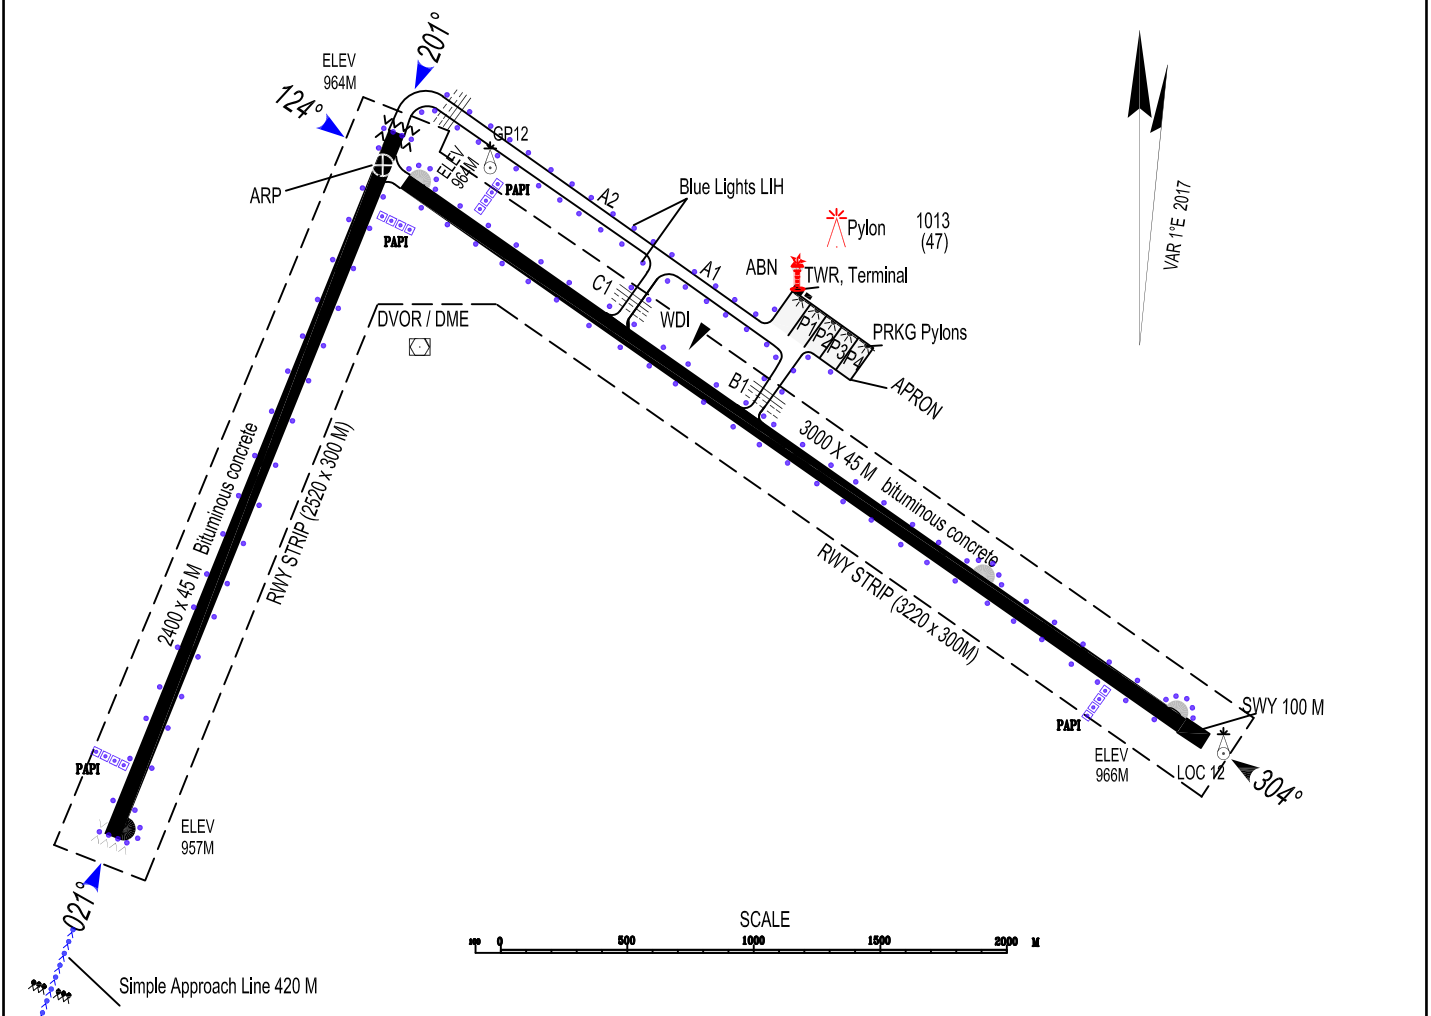 201°
ELEV
964M
124°
GP12
ELEV
964M
PAPI
ARP
PAPI
A2
Blue Lights LIH
Pylon
1013
(47)
VAR 1°E 2017
A1
ABN
TWR, Terminal
C1
WDI
P1
P2
P3
P4
PRKG Pylons
DVOR / DME
B1
APRON
3000 X 45 M bituminous concrete
2400 x 45 M Bituminous concrete
RWY STRIP (2520 x 300 M)
RWY STRIP (3220 x 300M)
SWY 100 M
PAPI
ELEV
966M
LOC 12
304°
PAPI
ELEV
957M
021°
Simple Approach Line 420 M
SCALE
0 500 1000 1500 2000 M